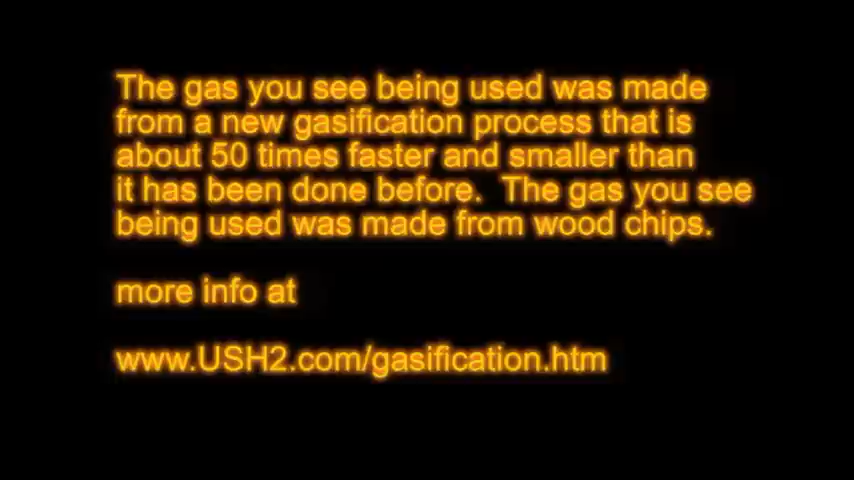 The gas you see being used was made
from a new gasification process that is
about 50 times faster and smaller than
it has been done before. The gas you see
being used was made from wood chips.
more info at
www.USH2.com/gasification.htm